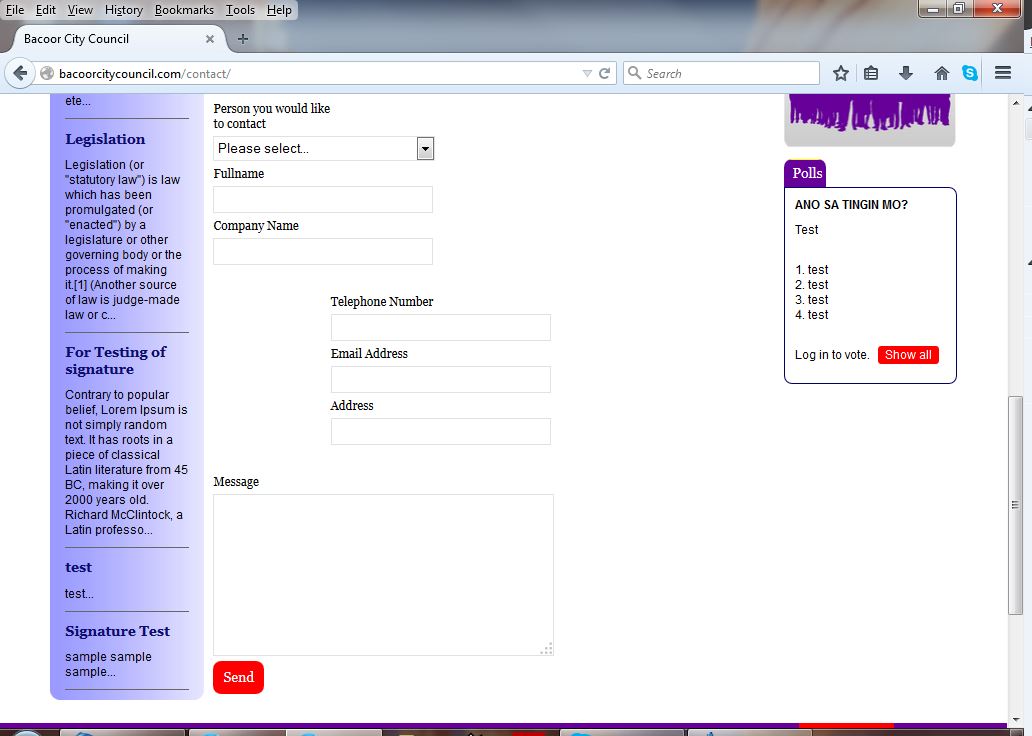 File Edit View History Bookmarks Tools Help
Bacoor City Council
bacoorcitycouncil.com/contact/
Search
ete...
Legislation
Legislation (or
"statutory law") is law
which has been
promulgated (or
"enacted") by a
legislature or other
governing body or the
process of making
it.[1] (Another source
of law is judge-made
law or c...
For Testing of
signature
Contrary to popular
belief, Lorem Ipsum is
not simply random
text. It has roots in a
piece of classical
Latin literature from 45
BC, making it over
2000 years old.
Richard McClintock, a
Latin professo...
test
test...
Signature Test
sample sample
sample...
Person you would like
to contact
Please select...
Fullname
Company Name
Telephone Number
Email Address
Address
Message
Send
Polls
ANO SA TINGIN MO?
Test
1. test
2. test
3. test
4. test
Log in to vote. Show all